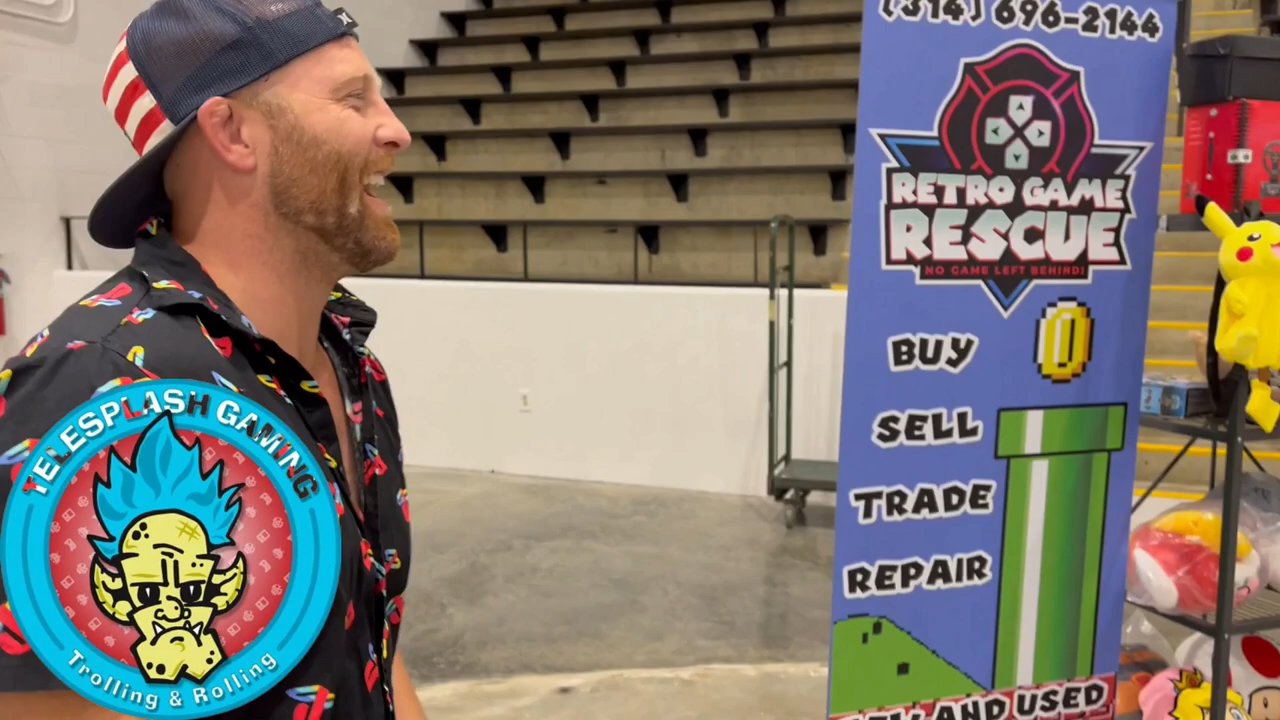 (314) 696-2144
RETRO GAME
RESCUE
NO GAME LEFT BEHIND!
BUY
SELL
TRADE
REPAIR
AND USED
TELESPLASH GAMING
Trolling & Rolling